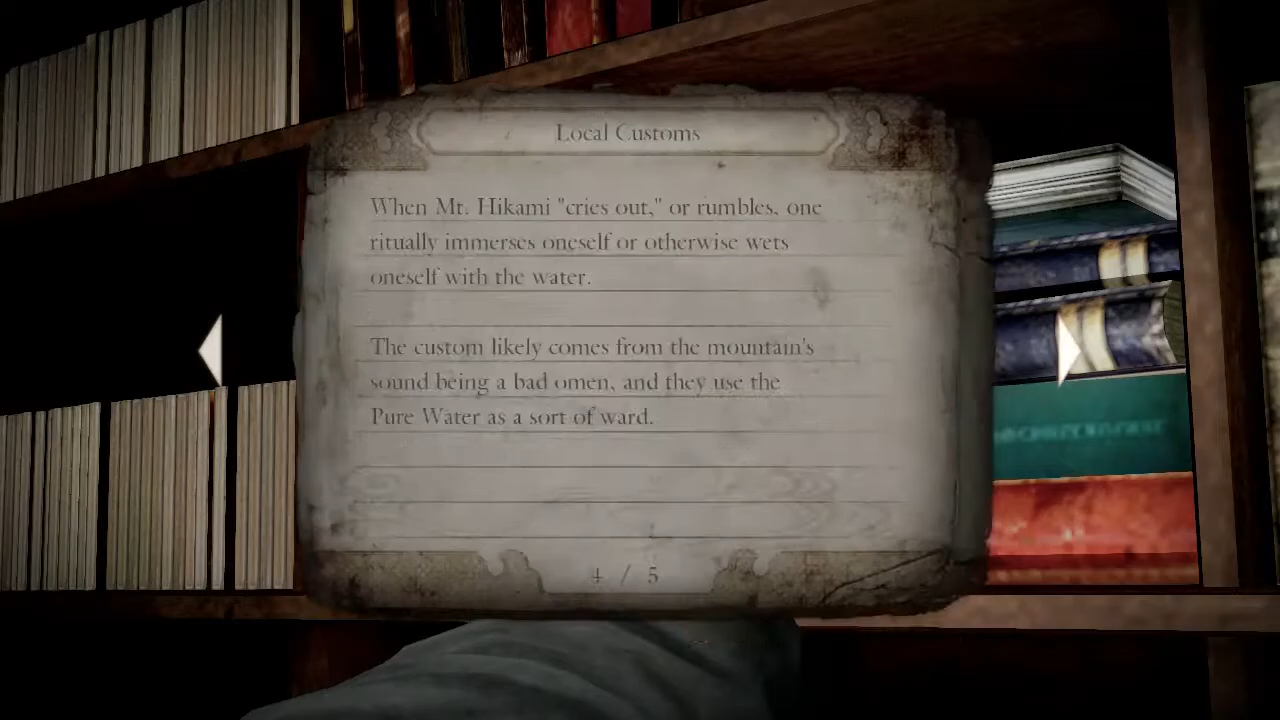 Local Customs
When Mt. Hikami "cries out," or rumbles, one
ritually immerses oneself or otherwise wets
oneself with the water.
The custom likely comes from the mountain's
sound being a bad omen, and they use the
Pure Water as a sort of ward.
4 / 5